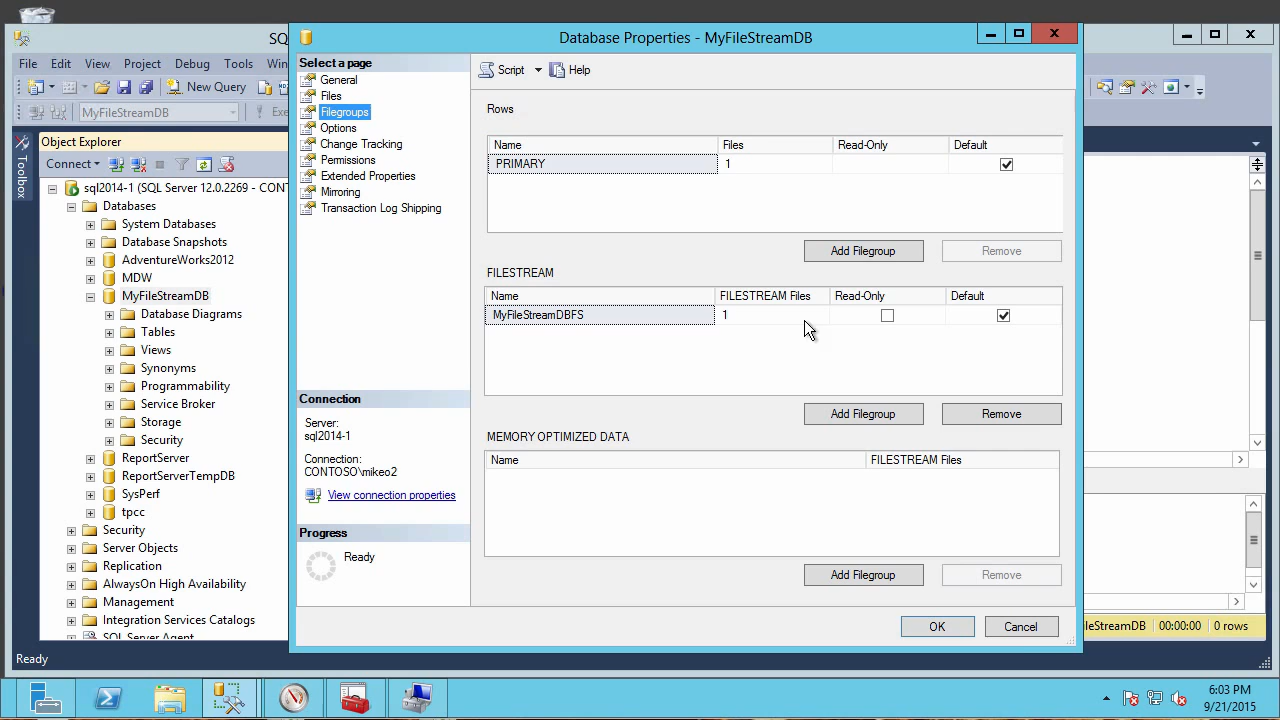 SQ
Database Properties - MyFileStreamDB
File Edit View Project Debug Tools Win
New Query
MyFileStreamDB
Exe
Toolbox
Object Explorer
Connect
sql2014-1 (SQL Server 12.0.2269 - CONT
Databases
System Databases
Database Snapshots
AdventureWorks2012
MDW
MyFileStreamDB
Database Diagrams
Tables
Views
Synonyms
Programmability
Service Broker
Storage
Security
ReportServer
ReportServerTempDB
SysPerf
tpcc
Security
Server Objects
Replication
AlwaysOn High Availability
Management
Integration Services Catalogs
SQL Server Agent
Ready
Select a page
General
Files
Filegroups
Options
Change Tracking
Permissions
Extended Properties
Mirroring
Transaction Log Shipping
Connection
Server:
sql2014-1
Connection:
CONTOSO\mikeo2
View connection properties
Progress
Ready
Script Help
Rows
Name Files Read-Only Default
PRIMARY 1
Add Filegroup Remove
FILESTREAM
Name FILESTREAM Files Read-Only Default
MyFileStreamDBFS 1
Add Filegroup Remove
MEMORY OPTIMIZED DATA
Name FILESTREAM Files
Add Filegroup Remove
OK Cancel
FileStreamDB 00:00:00 0 rows
6:03 PM
9/21/2015